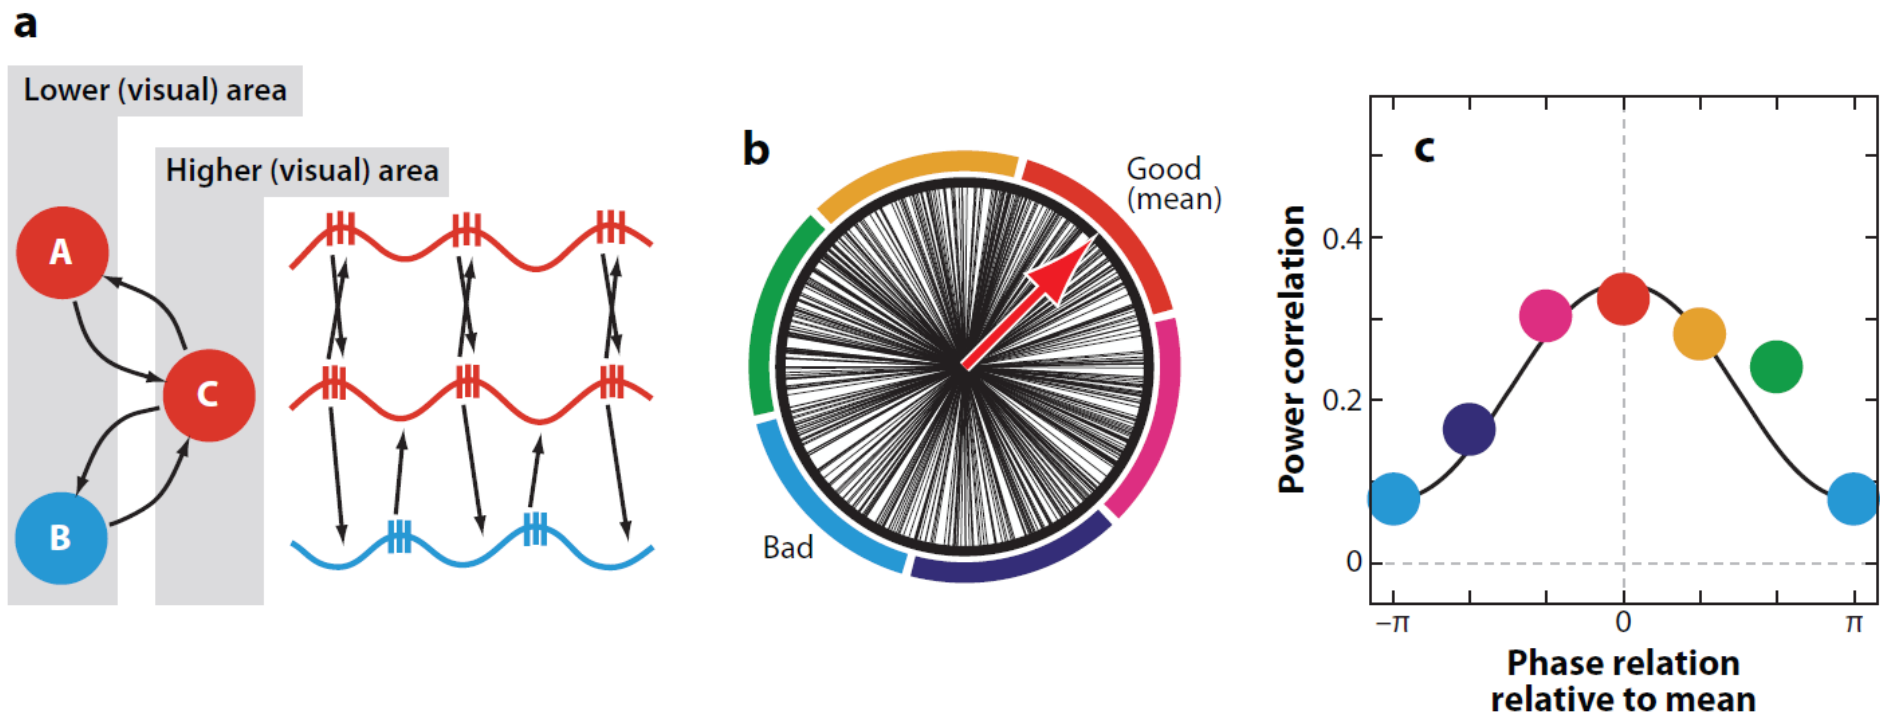 a
Lower (visual) area
Higher (visual) area
A
C
B
b
Good
(mean)
Bad
c
Power correlation
0.4
0.2
0
–π
0
π
Phase relation
relative to mean